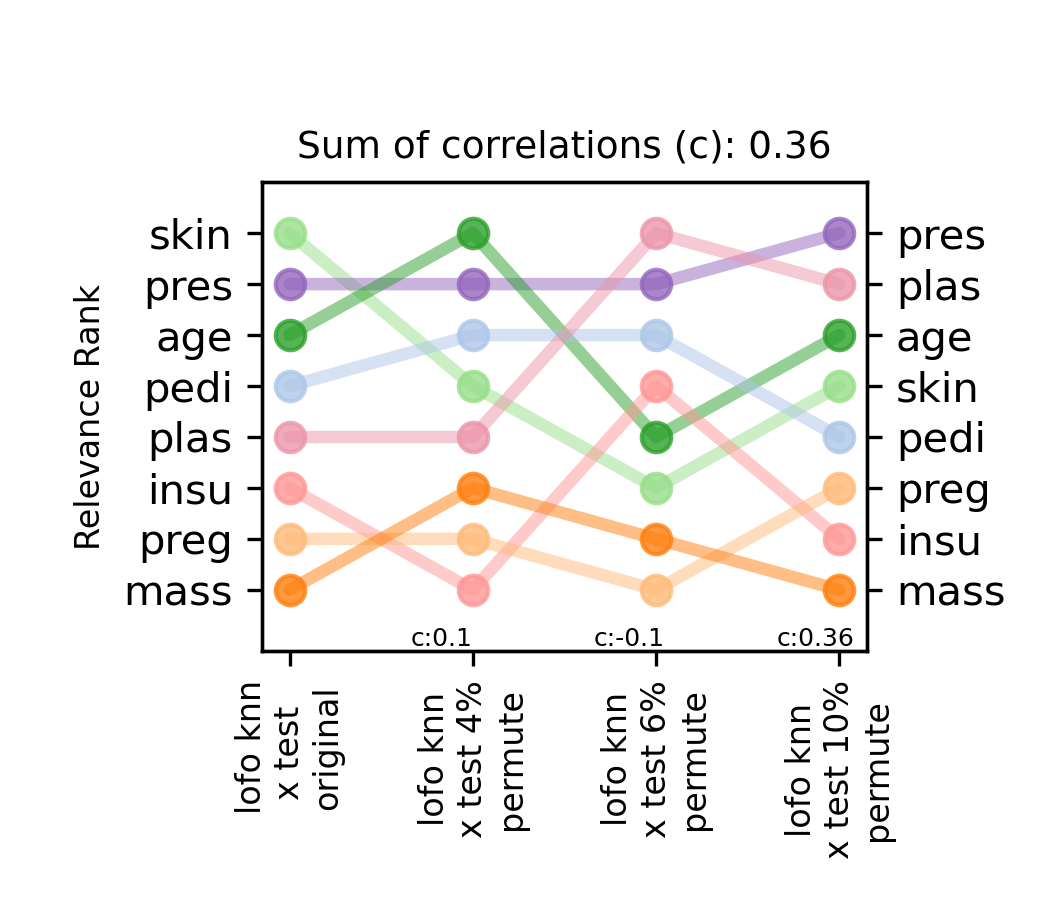 Sum of correlations (c): 0.36
Relevance Rank
skin
pres
age
pedi
plas
insu
preg
mass
pres
plas
age
skin
pedi
preg
insu
mass
c:0.1
c:-0.1
c:0.36
lofo knn
x test
original
lofo knn
x test 4%
permute
lofo knn
x test 6%
permute
lofo knn
x test 10%
permute